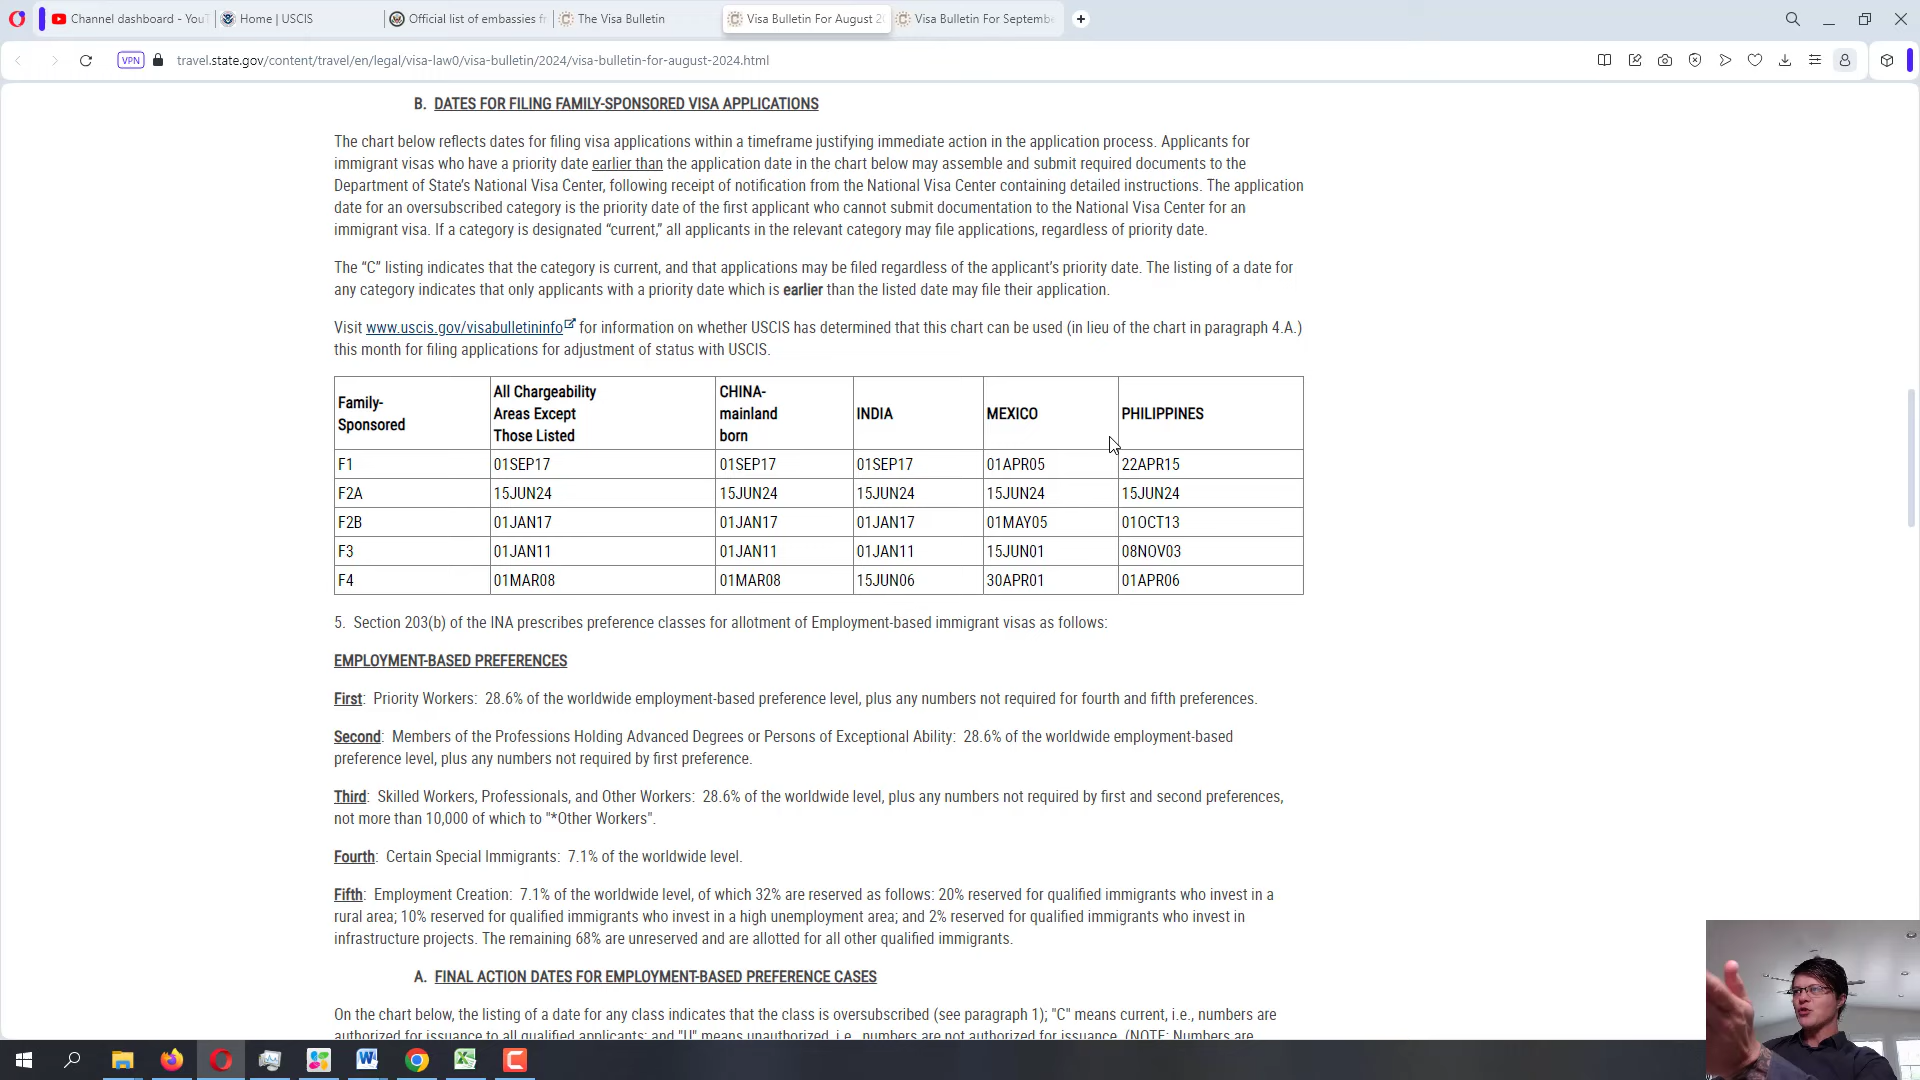 Channel dashboard - YouT
Home | USCIS
Official list of embassies fr
The Visa Bulletin
Visa Bulletin For August 2
Visa Bulletin For Septembe
VPN
travel.state.gov/content/travel/en/legal/visa-law0/visa-bulletin/2024/visa-bulletin-for-august-2024.html
B. DATES FOR FILING FAMILY-SPONSORED VISA APPLICATIONS
The chart below reflects dates for filing visa applications within a timeframe justifying immediate action in the application process. Applicants for
immigrant visas who have a priority date earlier than the application date in the chart below may assemble and submit required documents to the
Department of State's National Visa Center, following receipt of notification from the National Visa Center containing detailed instructions. The application
date for an oversubscribed category is the priority date of the first applicant who cannot submit documentation to the National Visa Center for an
immigrant visa. If a category is designated “current,” all applicants in the relevant category may file applications, regardless of priority date.
The “C” listing indicates that the category is current, and that applications may be filed regardless of the applicant’s priority date. The listing of a date for
any category indicates that only applicants with a priority date which is earlier than the listed date may file their application.
Visit www.uscis.gov/visabulletininfo for information on whether USCIS has determined that this chart can be used (in lieu of the chart in paragraph 4.A.)
this month for filing applications for adjustment of status with USCIS.
Family-
Sponsored
All Chargeability
Areas Except
Those Listed
CHINA-
mainland
born
INDIA
MEXICO
PHILIPPINES
F1 01SEP17 01SEP17 01SEP17 01APR05 22APR15
F2A 15JUN24 15JUN24 15JUN24 15JUN24 15JUN24
F2B 01JAN17 01JAN17 01JAN17 01MAY05 01OCT13
F3 01JAN11 01JAN11 01JAN11 15JUN01 08NOV03
F4 01MAR08 01MAR08 15JUN06 30APR01 01APR06
5. Section 203(b) of the INA prescribes preference classes for allotment of Employment-based immigrant visas as follows:
EMPLOYMENT-BASED PREFERENCES
First: Priority Workers: 28.6% of the worldwide employment-based preference level, plus any numbers not required for fourth and fifth preferences.
Second: Members of the Professions Holding Advanced Degrees or Persons of Exceptional Ability: 28.6% of the worldwide employment-based
preference level, plus any numbers not required by first preference.
Third: Skilled Workers, Professionals, and Other Workers: 28.6% of the worldwide level, plus any numbers not required by first and second preferences,
not more than 10,000 of which to "*Other Workers".
Fourth: Certain Special Immigrants: 7.1% of the worldwide level.
Fifth: Employment Creation: 7.1% of the worldwide level, of which 32% are reserved as follows: 20% reserved for qualified immigrants who invest in a
rural area; 10% reserved for qualified immigrants who invest in a high unemployment area; and 2% reserved for qualified immigrants who invest in
infrastructure projects. The remaining 68% are unreserved and are allotted for all other qualified immigrants.
A. FINAL ACTION DATES FOR EMPLOYMENT-BASED PREFERENCE CASES
On the chart below, the listing of a date for any class indicates that the class is oversubscribed (see paragraph 1); "C" means current, i.e., numbers are
authorized for issuance to all qualified applicants; and "U" means unauthorized, i.e., numbers are not authorized for issuance. (NOTE: Numbers are